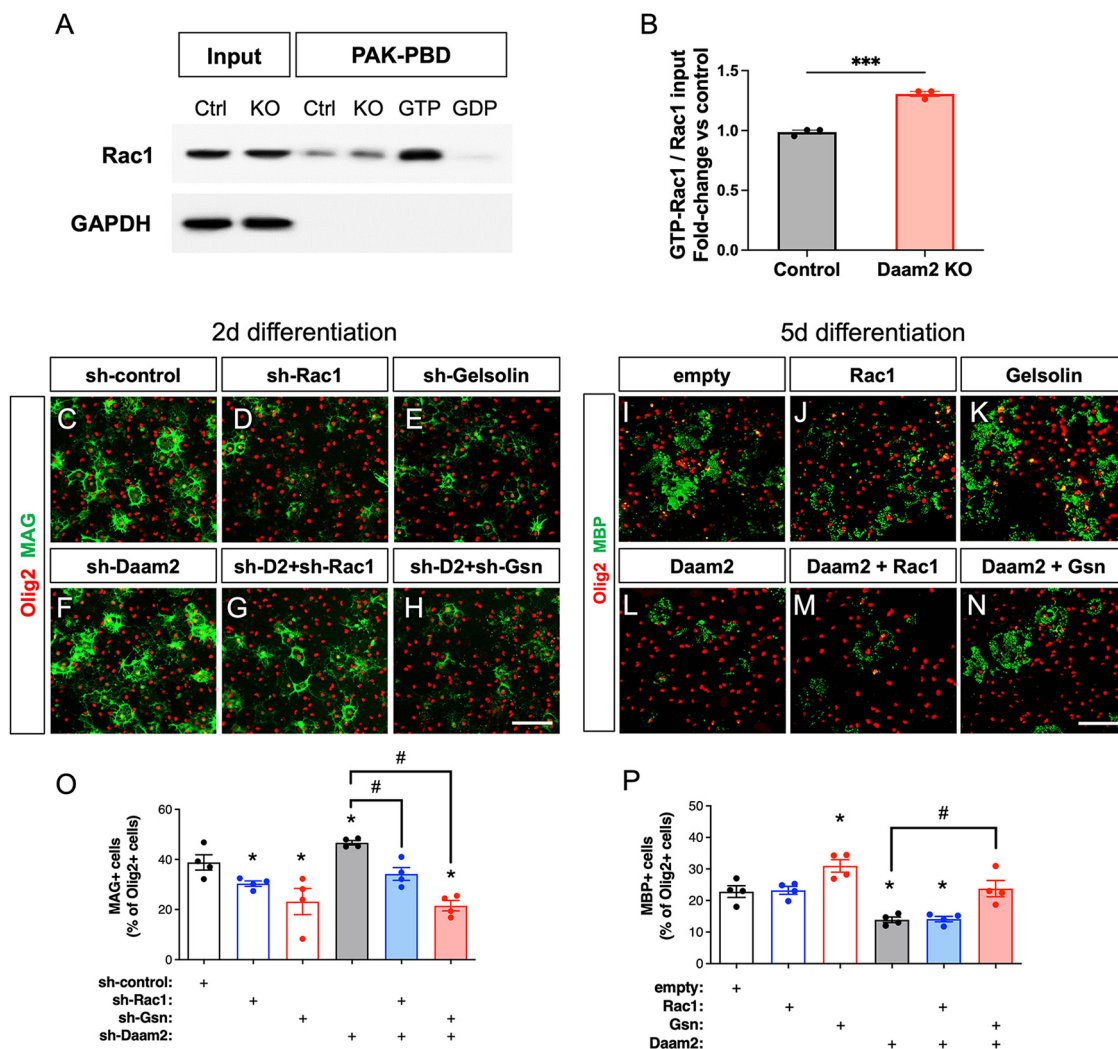 A
Input PAK-PBD
Ctrl KO Ctrl KO GTP GDP
Rac1
GAPDH
B
GTP-Rac1 / Rac1 input
Fold-change vs control
1.5
1.0
0.5
0.0
***
Control Daam2 KO
2d differentiation
sh-control sh-Rac1 sh-Gelsolin
Olig2 MAG
C D E
sh-Daam2 sh-D2+sh-Rac1 sh-D2+sh-Gsn
F G H
5d differentiation
empty Rac1 Gelsolin
Olig2 MBP
I J K
Daam2 Daam2 + Rac1 Daam2 + Gsn
L M N
O
MAG+ cells
(% of Olig2+ cells)
60
40
20
0
* * * # # *
sh-control: +
sh-Rac1: + +
sh-Gsn: + +
sh-Daam2: + + +
P
MBP+ cells
(% of Olig2+ cells)
50
40
30
20
10
0
* * * #
empty: +
Rac1: + +
Gsn: + +
Daam2: + + +